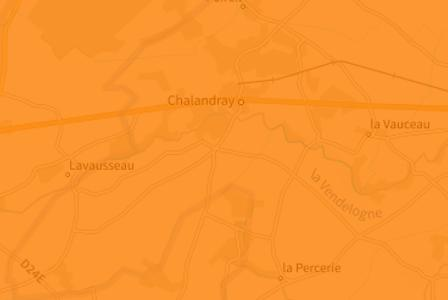 Chalandray
la Vauceau
Lavausseau
la Vendelogne
la Percerie
D24E